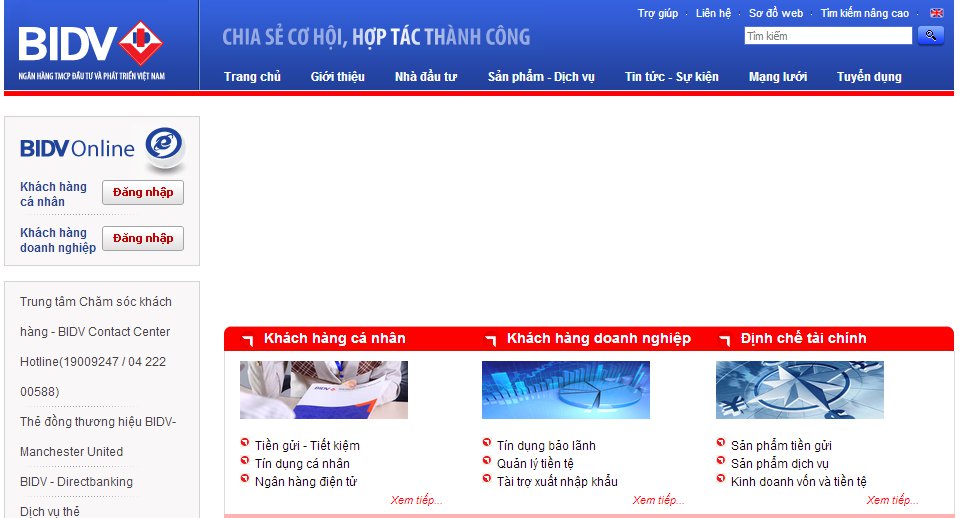 Trợ giúp · Liên hệ · Sơ đồ web · Tìm kiếm nâng cao ·
BIDV
NGÂN HÀNG TMCP ĐẦU TƯ VÀ PHÁT TRIỂN VIỆT NAM
CHIA SẺ CƠ HỘI, HỢP TÁC THÀNH CÔNG
Tìm kiếm
Trang chủ Giới thiệu Nhà đầu tư Sản phẩm - Dịch vụ Tin tức - Sự kiện Mạng lưới Tuyển dụng
BIDV Online
Khách hàng
cá nhân
Đăng nhập
Khách hàng
doanh nghiệp
Đăng nhập
Trung tâm Chăm sóc khách
hàng - BIDV Contact Center
Hotline(19009247 / 04 222
00588)
Thẻ đồng thương hiệu BIDV-
Manchester United
BIDV - Directbanking
Dịch vụ thẻ
Khách hàng cá nhân
BIDV
Tiền gửi - Tiết kiệm
Tín dụng cá nhân
Ngân hàng điện tử
Xem tiếp...
Khách hàng doanh nghiệp
Tín dụng bảo lãnh
Quản lý tiền tệ
Tài trợ xuất nhập khẩu
Xem tiếp...
Định chế tài chính
Sản phẩm tiền gửi
Sản phẩm dịch vụ
Kinh doanh vốn và tiền tệ
Xem tiếp...